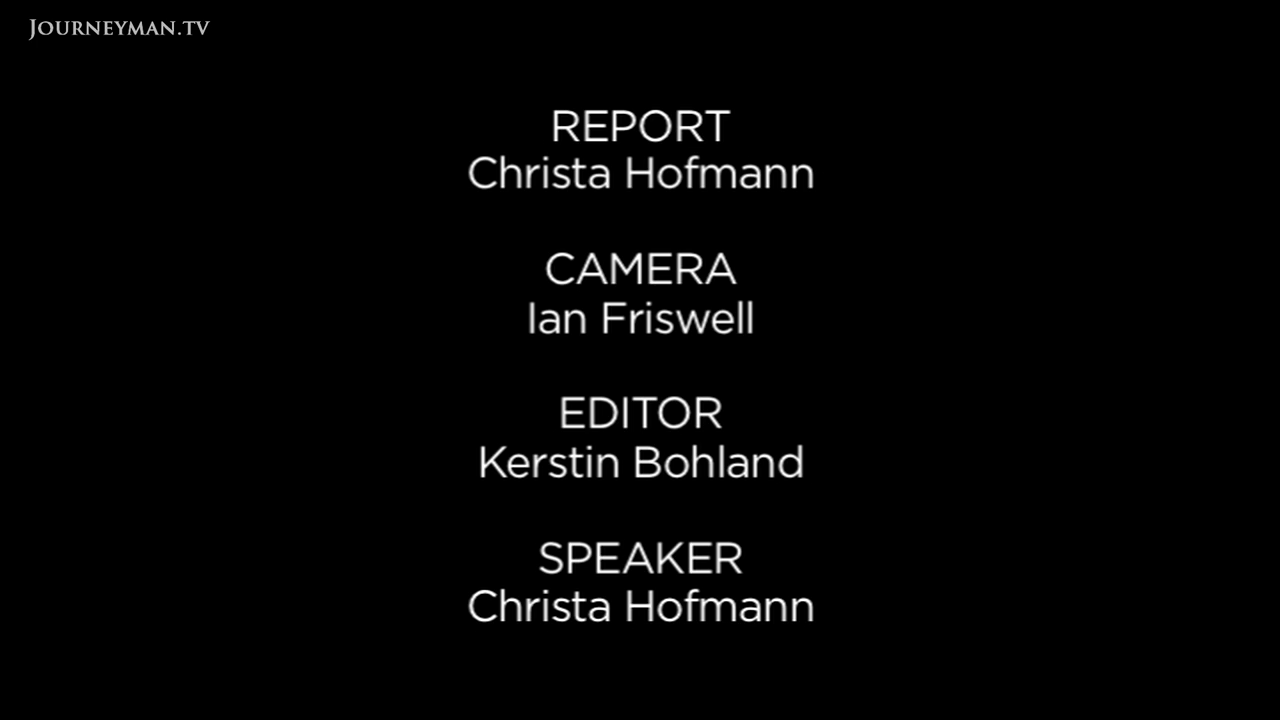 JOURNEYMAN.TV
REPORT
Christa Hofmann
CAMERA
Ian Friswell
EDITOR
Kerstin Bohland
SPEAKER
Christa Hofmann